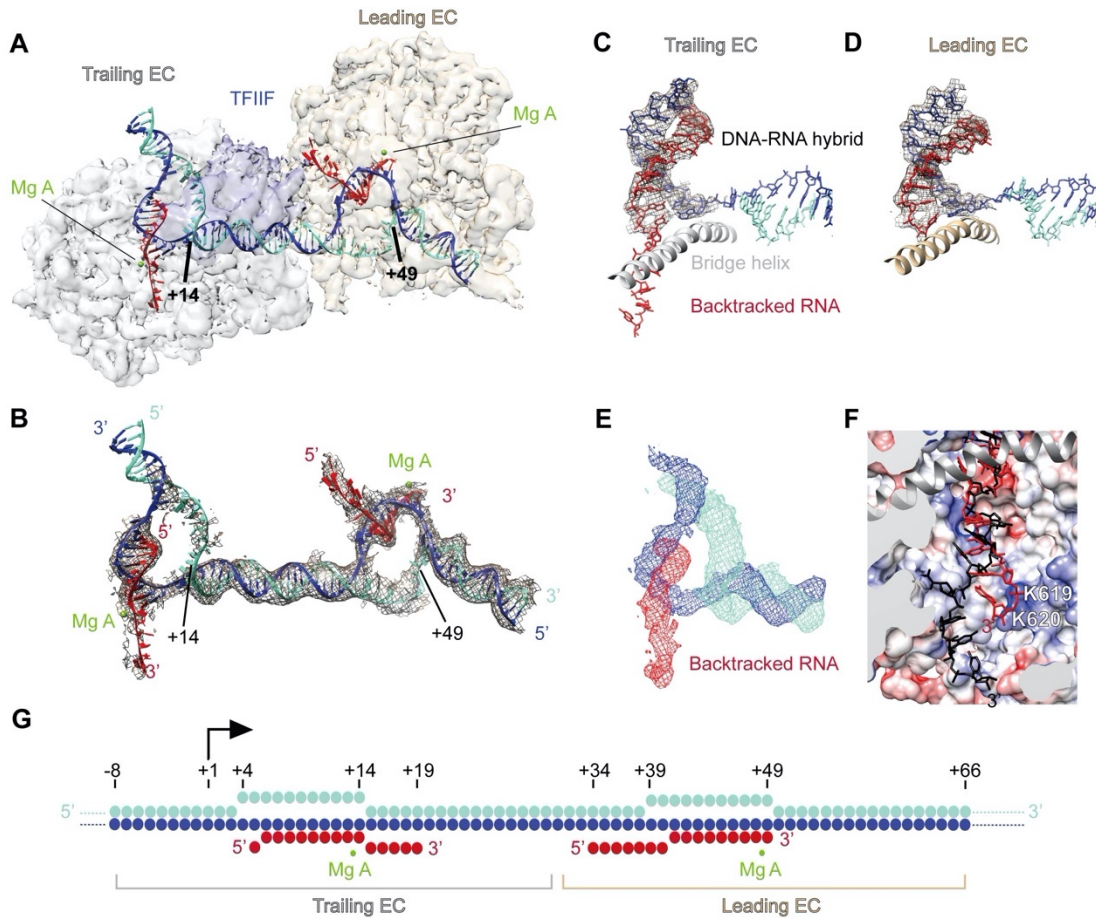 A
Leading EC
Trailing EC
TFIIF
Mg A
Mg A
+14
+49
C
Trailing EC
DNA-RNA hybrid
Bridge helix
Backtracked RNA
D
Leading EC
B
5’
3’
5’
Mg A
3’
5’
Mg A
+14
+49
3’
3’
5’
E
Backtracked RNA
F
K619
K620
3’
3’
G
-8 +1 +4 +14 +19 +34 +39 +49 +66
5’ 3’
5’ 3’ 5’ 3’
Mg A Mg A
Trailing EC Leading EC